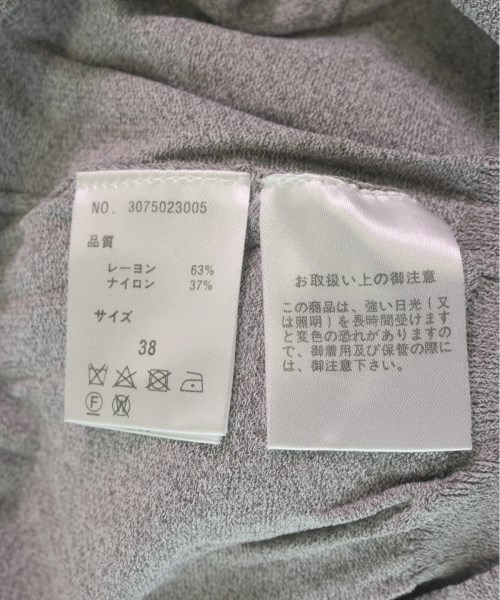 NO. 3075023005
品質
レーヨン 63%
ナイロン 37%
サイズ
38
F
W
お取扱い上の御注意
この商品は、強い日光(又
は照明)を長時間受けます
と変色の恐れがありますの
で、御着用及び保管の際に
は、御注意下さい。